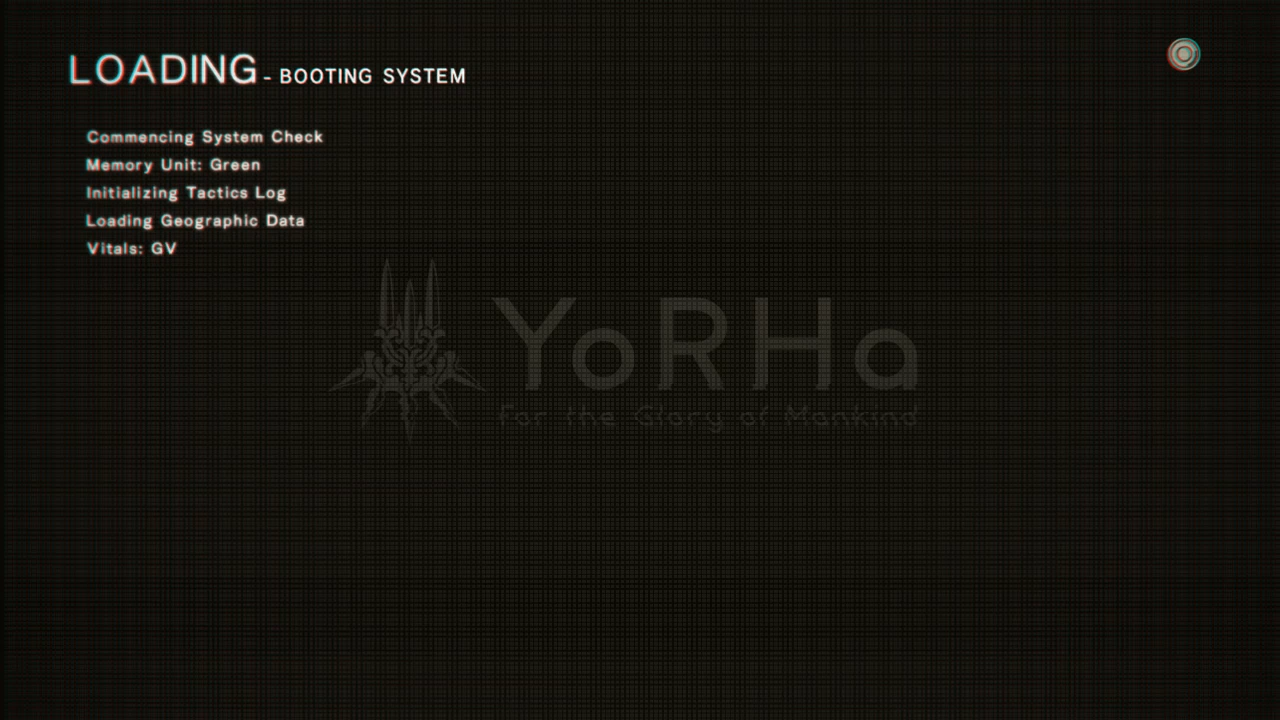 LOADING - BOOTING SYSTEM
Commencing System Check
Memory Unit: Green
Initializing Tactics Log
Loading Geographic Data
Vitals: GV
YoRHa
For the Glory of Mankind